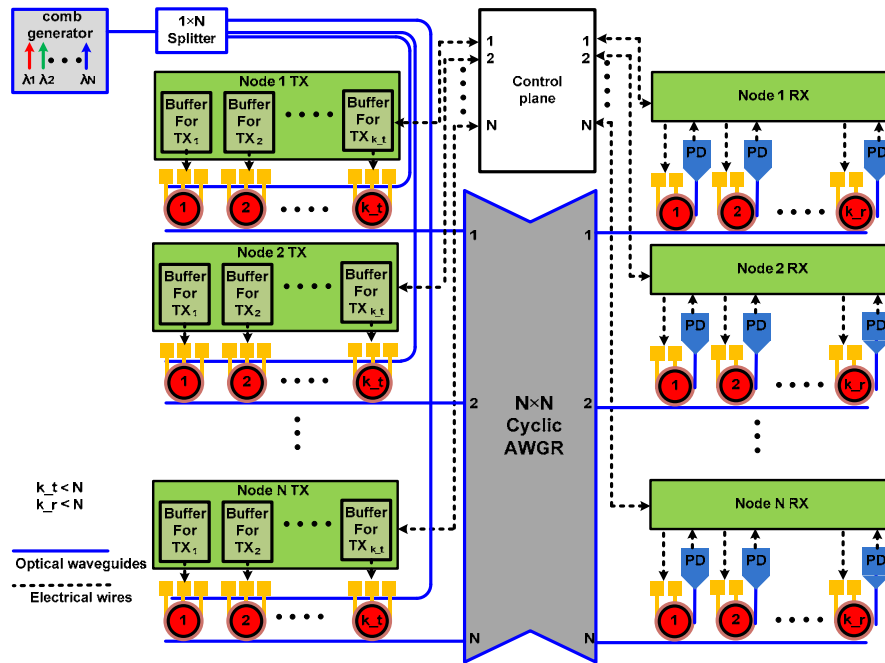 comb
generator
λ1 λ2 λN
1×N
Splitter
Node 1 TX
Buffer
For
TX1
Buffer
For
TX2
Buffer
For
TXk_t
1
2
k_t
Node 2 TX
Buffer
For
TX1
Buffer
For
TX2
Buffer
For
TXk_t
1
2
k_t
Node N TX
Buffer
For
TX1
Buffer
For
TX2
Buffer
For
TXk_t
1
2
k_t
k_t < N
k_r < N
Optical waveguides
Electrical wires
Control
plane
1
2
N
1
2
N
N×N
Cyclic
AWGR
1
2
N
1
2
N
Node 1 RX
PD
PD
PD
1
2
k_r
Node 2 RX
PD
PD
PD
1
2
k_r
Node N RX
PD
PD
PD
1
2
k_r